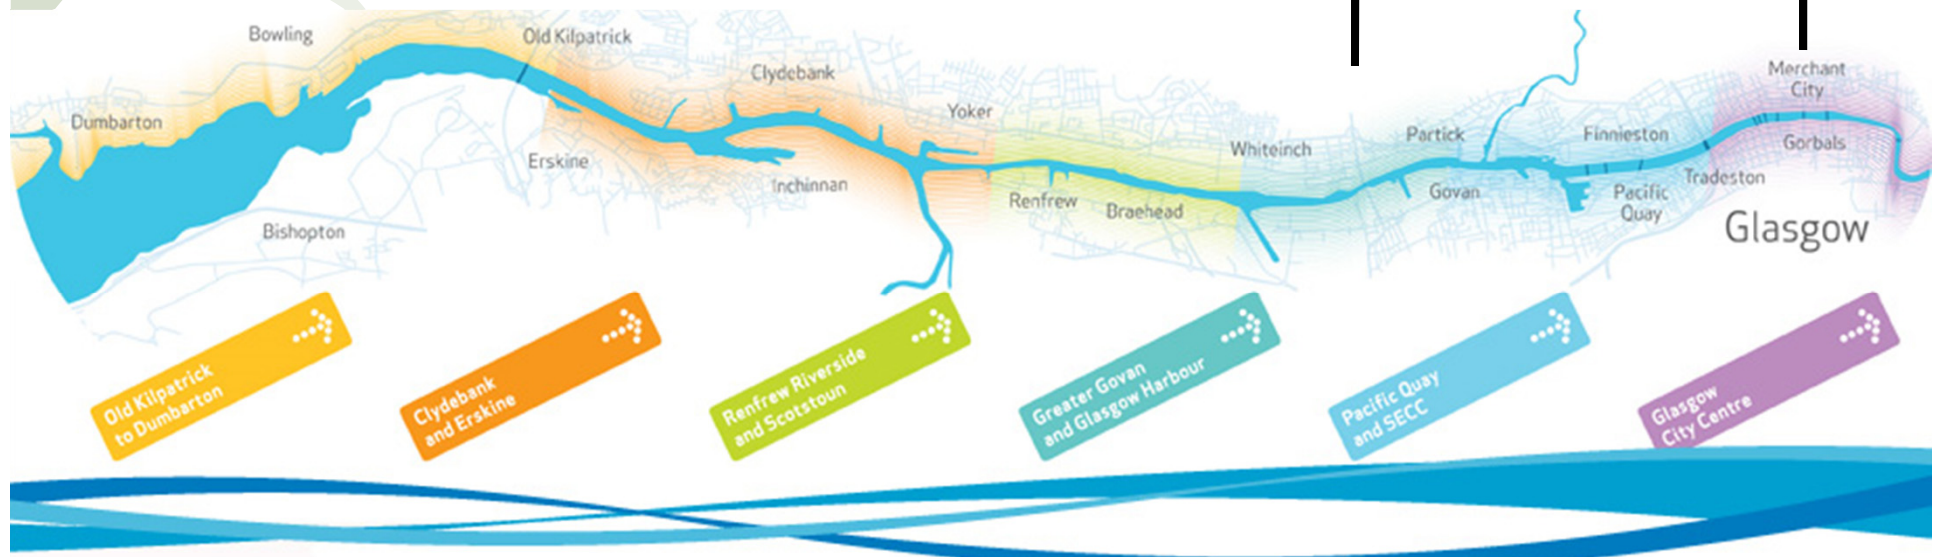 Bowling
Old Kilpatrick
Clydebank
Dumbarton
Yoker
Merchant
City
Whiteinch
Partick
Finnieston
Gorbals
Erskine
Inchinnan
Renfrew
Braehead
Govan
Tradeston
Pacific
Quay
Bishopton
Glasgow
Old Kilpatrick
to Dumbarton
Clydebank
and Erskine
Renfrew Riverside
and Scotstoun
Greater Govan
and Glasgow Harbour
Pacific Quay
and SECC
Glasgow
City Centre